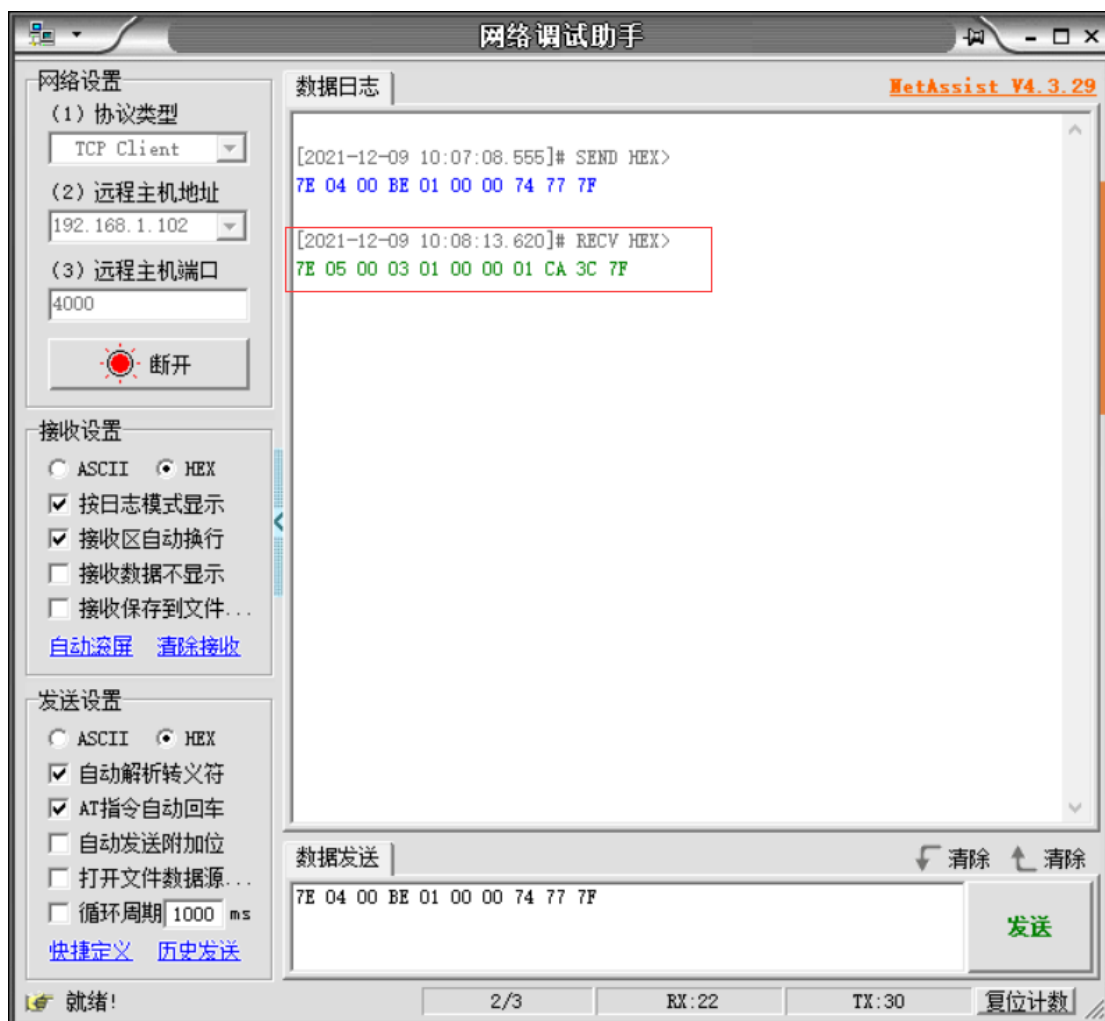 网络调试助手
网络设置
(1) 协议类型
TCP Client
(2) 远程主机地址
192.168.1.102
(3) 远程主机端口
4000
断开
接收设置
ASCII HEX
按日志模式显示
接收区自动换行
接收数据不显示
接收保存到文件...
自动滚屏 清除接收
发送设置
ASCII HEX
自动解析转义符
AT指令自动回车
自动发送附加位
打开文件数据源...
循环周期 1000 ms
快捷定义 历史发送
数据日志
NetAssist V4.3.29
[2021-12-09 10:07:08.555]# SEND HEX>
7E 04 00 BE 01 00 00 74 77 7F
[2021-12-09 10:08:13.620]# RECV HEX>
7E 05 00 03 01 00 00 01 CA 3C 7F
数据发送
清除 清除
7E 04 00 BE 01 00 00 74 77 7F
发送
就绪!
2/3
RX:22
TX:30
复位计数